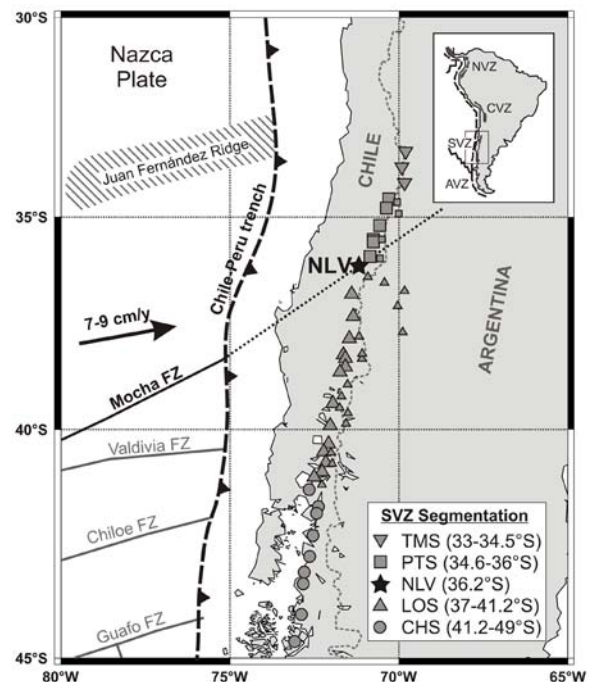 30°S
35°S
40°S
45°S
80°W
75°W
70°W
65°W
Nazca
Plate
Juan Fernández Ridge
Chile-Peru trench
CHILE
ARGENTINA
NLV
7-9 cm/y
Mocha FZ
Valdivia FZ
Chiloe FZ
Guafo FZ
NVZ
CVZ
SVZ
AVZ
SVZ Segmentation
TMS (33-34.5°S)
PTS (34.6-36°S)
NLV (36.2°S)
LOS (37-41.2°S)
CHS (41.2-49°S)